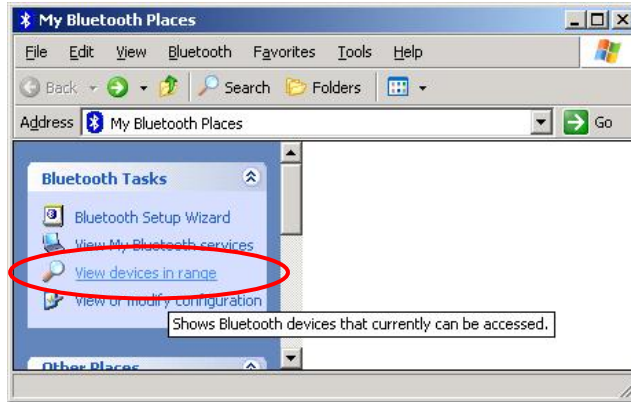 My Bluetooth Places
File Edit View Bluetooth Favorites Tools Help
Back Search Folders
Address My Bluetooth Places Go
Bluetooth Tasks
Bluetooth Setup Wizard
View My Bluetooth services
View devices in range
View or modify configuration
Shows Bluetooth devices that currently can be accessed.
Other Places